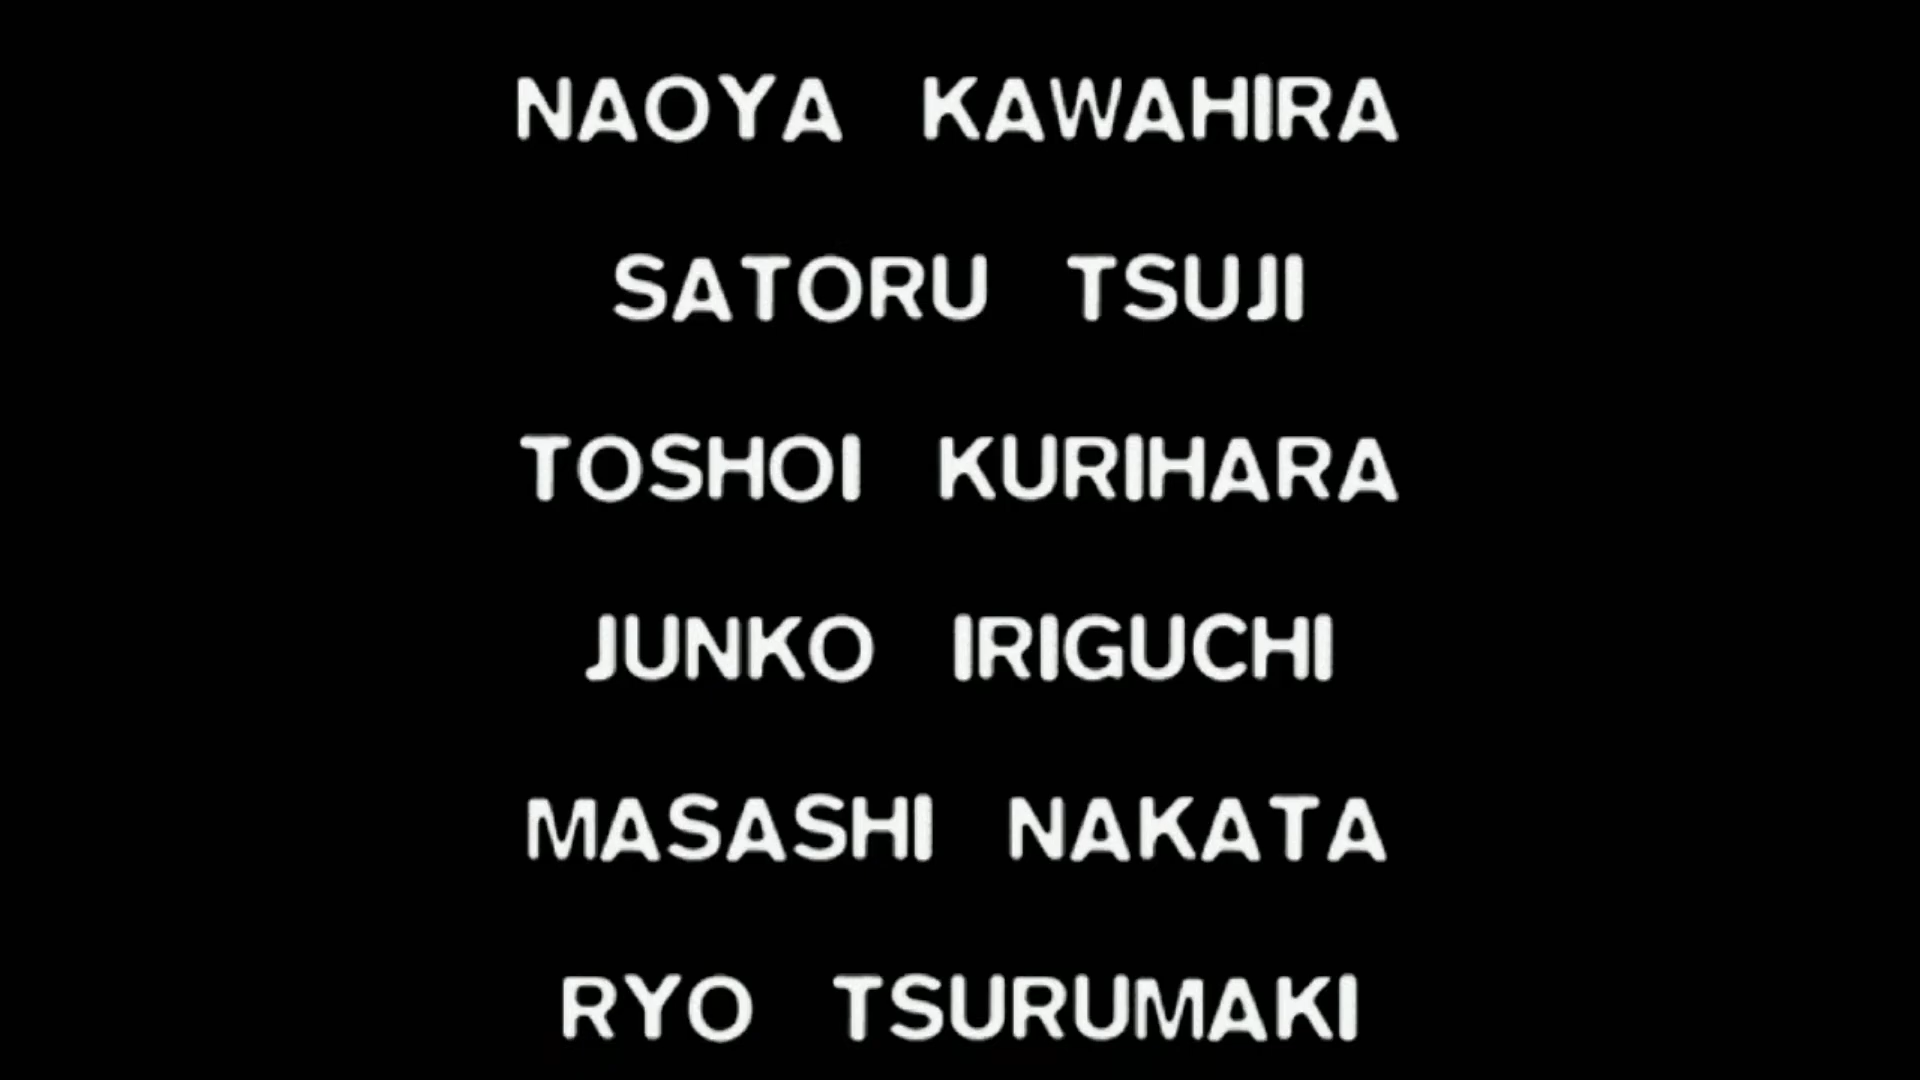 NAOYA KAWAHIRA
SATORU TSUJI
TOSHOI KURIHARA
JUNKO IRIGUCHI
MASASHI NAKATA
RYO TSURUMAKI